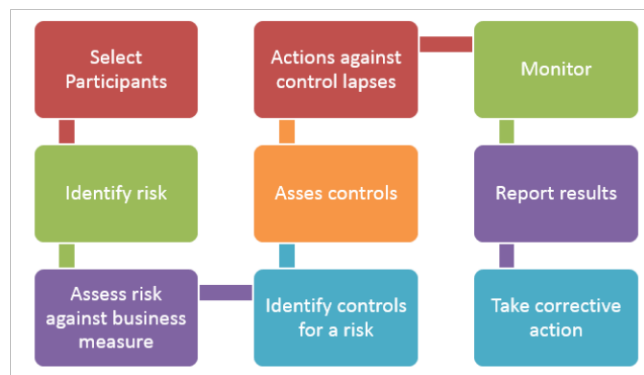 Select
Participants
Identify risk
Assess risk
against business
measure
Identify controls
for a risk
Asses controls
Actions against
control lapses
Monitor
Report results
Take corrective
action